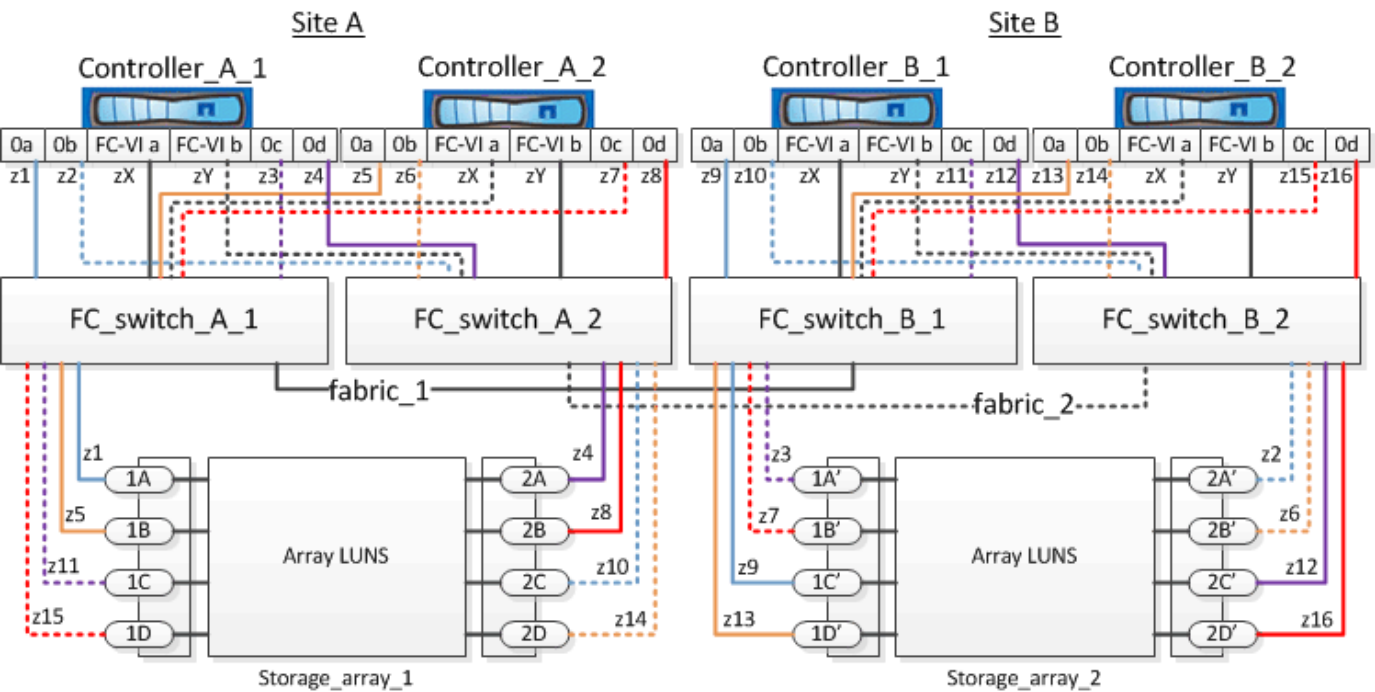 Site A Site B
Controller_A_1 Controller_A_2 Controller_B_1 Controller_B_2
0a 0b FC-VI a FC-VI b 0c 0d 0a 0b FC-VI a FC-VI b 0c 0d 0a 0b FC-VI a FC-VI b 0c 0d 0a 0b FC-VI a FC-VI b 0c 0d
z1 z2 zX zY z3 z4 z5 z6 zX zY z7 z8 z9 z10 zX zY z11 z12 z13 z14 zX zY z15 z16
FC_switch_A_1 FC_switch_A_2 FC_switch_B_1 FC_switch_B_2
fabric_1
fabric_2
z1 z4 z3 z2
1A 2A 1A’ 2A’
z5 z8 z7 z6
1B 2B 1B’ 2B’
Array LUNS Array LUNS
z11 z10 z9 z12
1C 2C 1C’ 2C’
z15 z14 z13 z16
1D 2D 1D’ 2D’
Storage_array_1 Storage_array_2